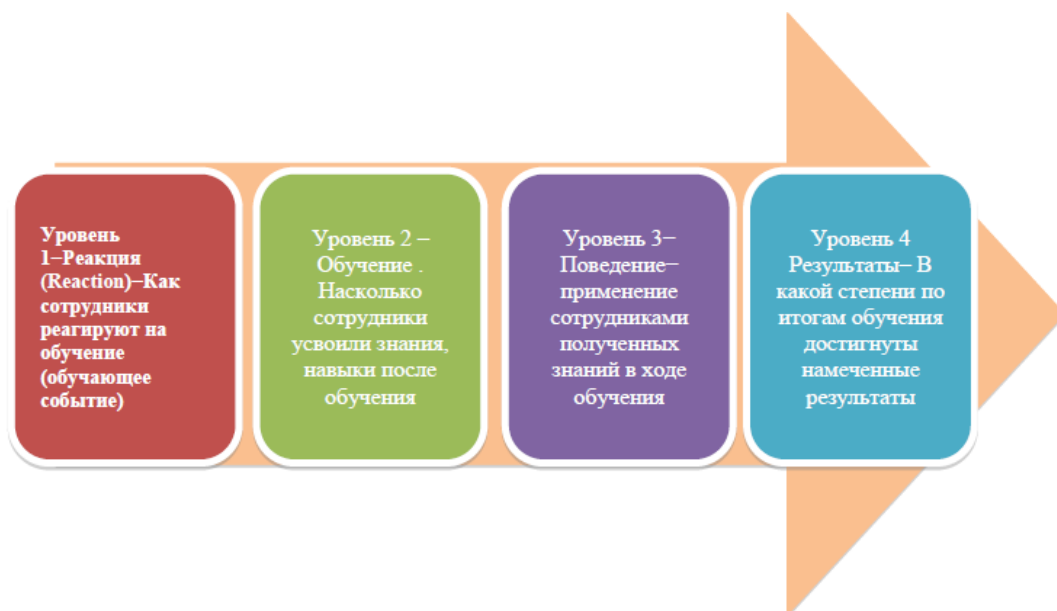 Уровень
1–Реакция
(Reaction)–Как
сотрудники
реагируют на
обучение
(обучающее
событие)
Уровень 2 –
Обучение .
Насколько
сотрудники
усвоили знания,
навыки после
обучения
Уровень 3–
Поведение–
применение
сотрудниками
полученных
знаний в ходе
обучения
Уровень 4
Результаты– В
какой степени по
итогам обучения
достигнуты
намеченные
результаты